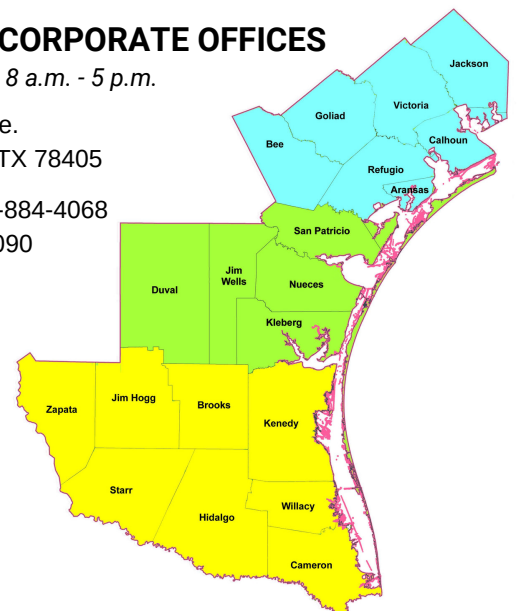 CORPORATE OFFICES
8 a.m. - 5 p.m.
e.
TX 78405
-884-4068
090
Jackson
Victoria
Goliad
Calhoun
Bee
Refugio
Aransas
San Patricio
Jim
Wells
Duval
Nueces
Kleberg
Jim Hogg
Brooks
Zapata
Kenedy
Starr
Willacy
Hidalgo
Cameron